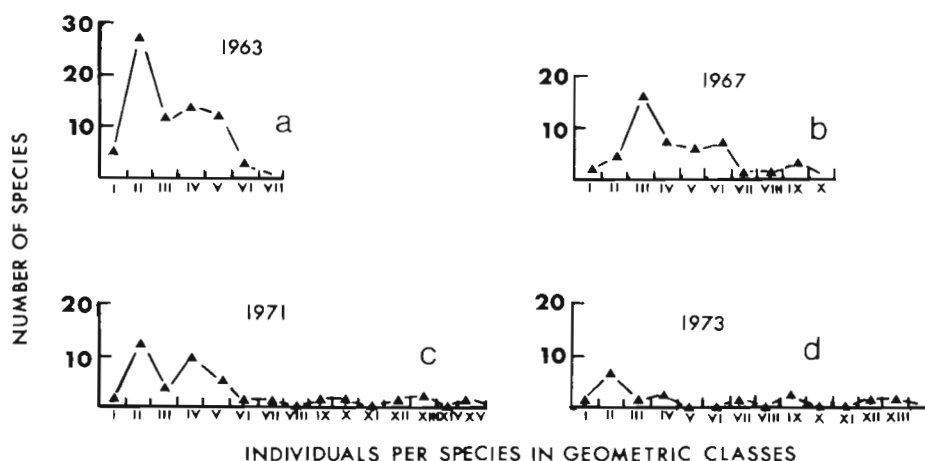 NUMBER OF SPECIES
30
20
10
1963
a
I II III IV V VI VII
20
10
1967
b
I II III IV V VI VII VIII IX X
20
10
1971
c
I II III IV V VI VII VIII IX X XI XII XIII XIV XV
20
10
1973
d
I II III IV V VI VII VIII IX X XI XII XIII
INDIVIDUALS PER SPECIES IN GEOMETRIC CLASSES